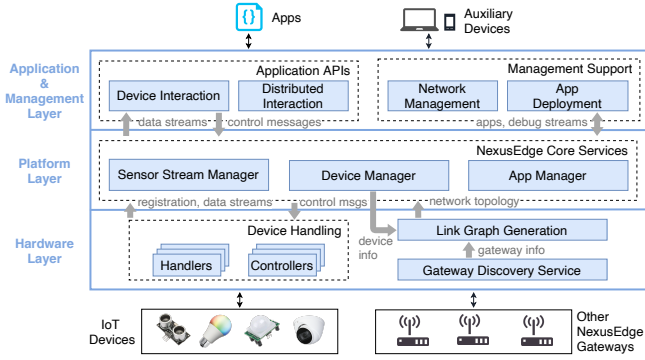 Apps
Auxiliary
Devices
Application
&
Management
Layer
Application APIs
Device Interaction
Distributed
Interaction
Management Support
Network
Management
App
Deployment
data streams
control messages
apps, debug streams
Platform
Layer
NexusEdge Core Services
Sensor Stream Manager
Device Manager
App Manager
registration, data streams
control msgs
network topology
Hardware
Layer
Device Handling
Handlers
Controllers
device
info
Link Graph Generation
gateway info
Gateway Discovery Service
IoT
Devices
Other
NexusEdge
Gateways